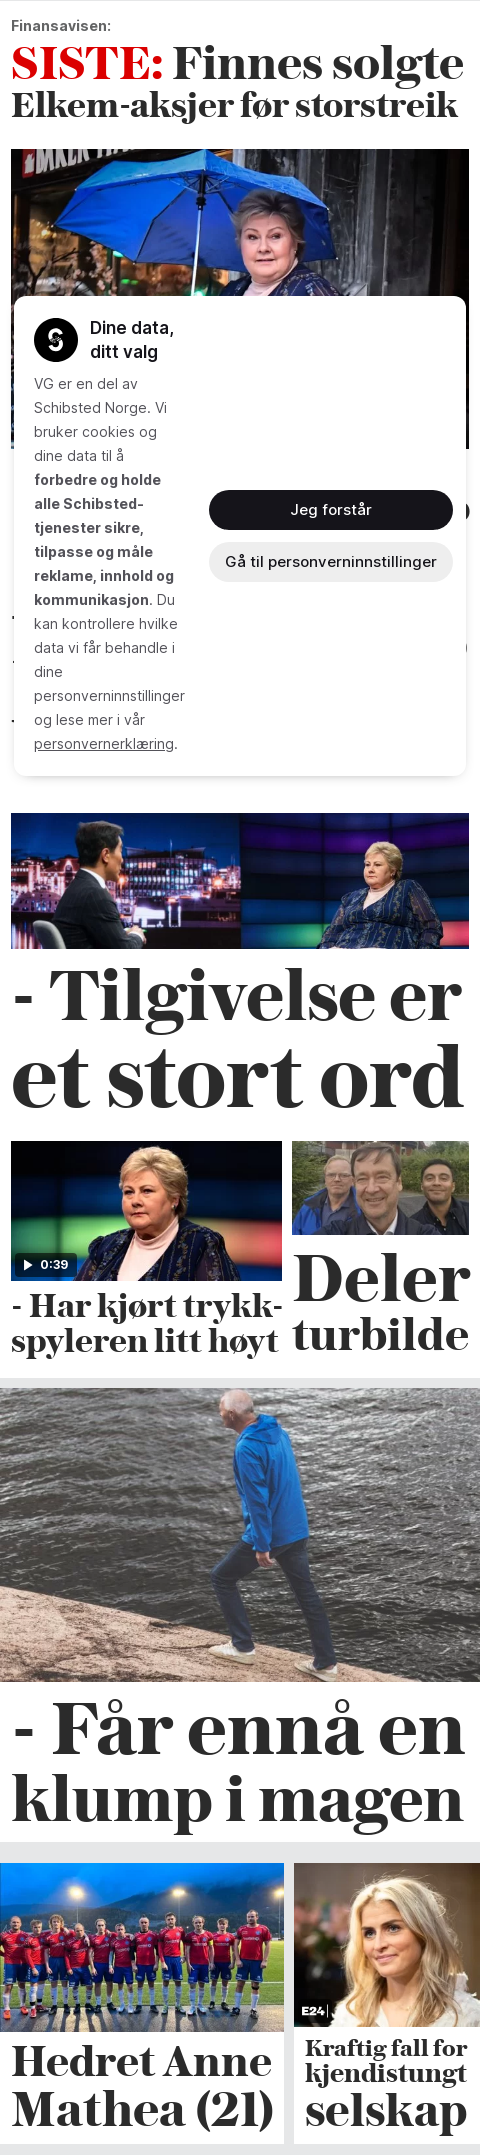 Finansavisen:
SISTE: Finnes solgte
Elkem-aksjer før storstreik
Dine data,
ditt valg
VG er en del av
Schibsted Norge. Vi
bruker cookies og
dine data til å
forbedre og holde
alle Schibsted-
tjenester sikre,
tilpasse og måle
reklame, innhold og
kommunikasjon. Du
kan kontrollere hvilke
data vi får behandle i
dine
personverninnstillinger
og lese mer i vår
personvernerklæring.
Jeg forstår
Gå til personverninnstillinger
- Tilgivelse er
et stort ord
0:39
- Har kjørt trykk-
spyleren litt høyt
Deler
turbilde
- Får ennå en
klump i magen
Hedret Anne
Mathea (21)
E24
Kraftig fall for
kjendistungt
selskap